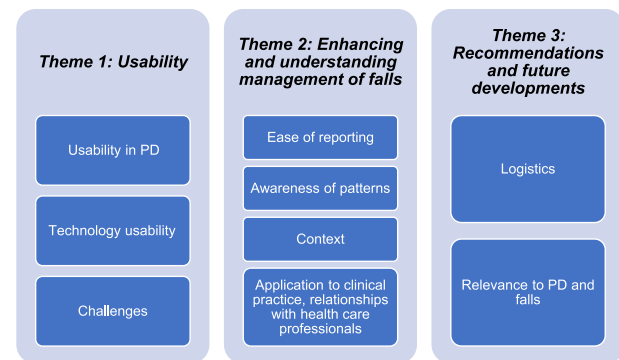 Theme 1: Usability
Usability in PD
Technology usability
Challenges
Theme 2: Enhancing
and understanding
management of falls
Ease of reporting
Awareness of patterns
Context
Application to clinical
practice, relationships
with health care
professionals
Theme 3:
Recommendations
and future
developments
Logistics
Relevance to PD and
falls